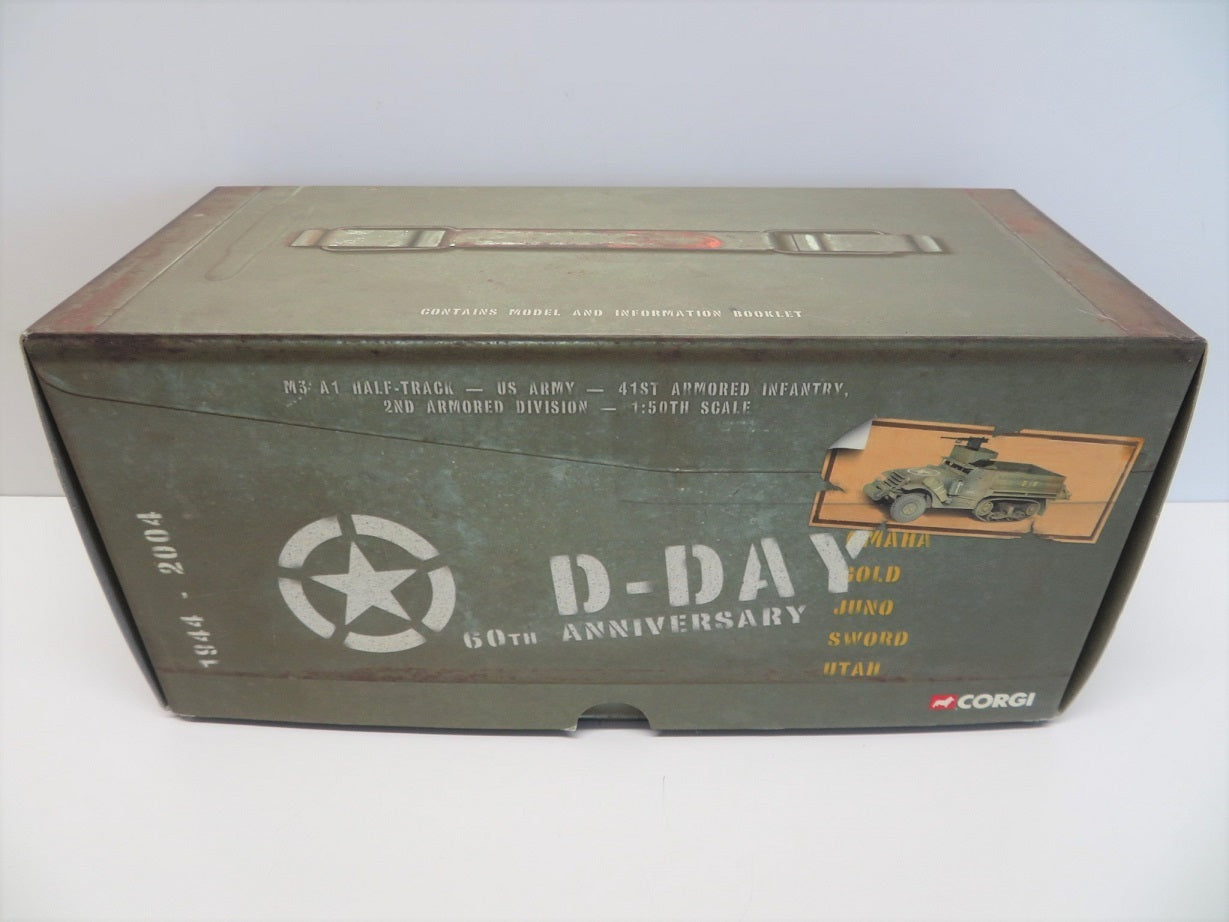 CONTAINS MODEL AND INFORMATION BOOKLET
M3 A1 HALF-TRACK — US ARMY — 41ST ARMORED INFANTRY,
2ND ARMORED DIVISION — 1:50TH SCALE
1944 - 2004
D-DAY
60TH ANNIVERSARY
OMAHA
GOLD
JUNO
SWORD
UTAH
CORGI